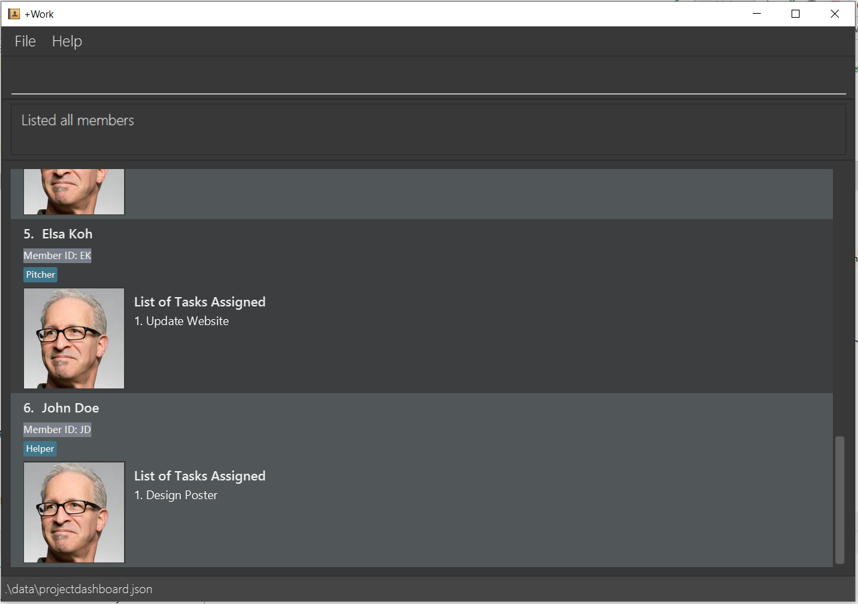 +Work
File Help
Listed all members
5. Elsa Koh
Member ID: EK
Pitcher
List of Tasks Assigned
1. Update Website
6. John Doe
Member ID: JD
Helper
List of Tasks Assigned
1. Design Poster
.\data\projectdashboard.json